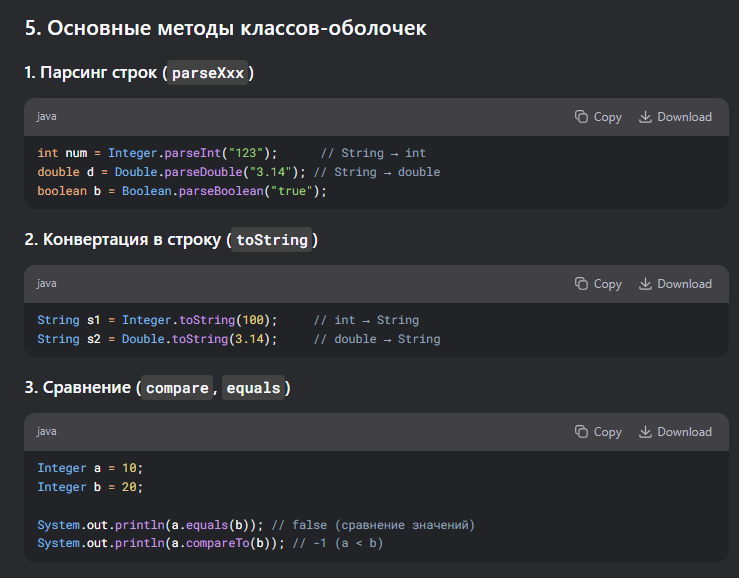 5. Основные методы классов-оболочек
1. Парсинг строк (parseXxx)
java Copy Download
int num = Integer.parseInt("123");      // String → int
double d = Double.parseDouble("3.14"); // String → double
boolean b = Boolean.parseBoolean("true");
2. Конвертация в строку (toString)
java Copy Download
String s1 = Integer.toString(100);     // int → String
String s2 = Double.toString(3.14);     // double → String
3. Сравнение (compare, equals)
java Copy Download
Integer a = 10;
Integer b = 20;
System.out.println(a.equals(b)); // false (сравнение значений)
System.out.println(a.compareTo(b)); // -1 (a < b)